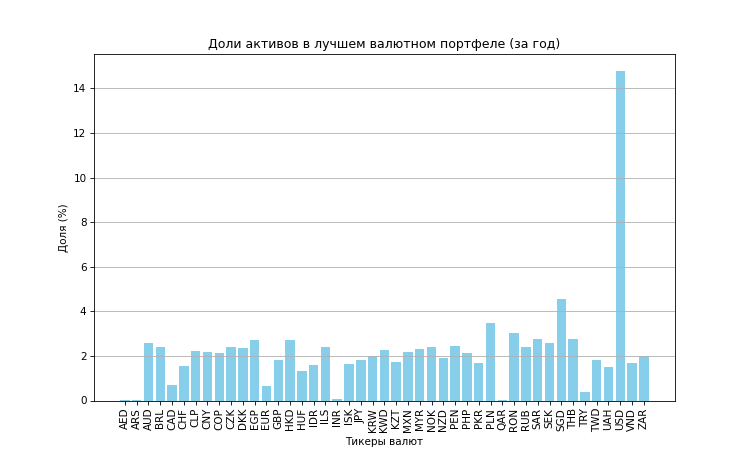 Доли активов в лучшем валютном портфеле (за год)
14
12
10
8
6
4
2
0
Доля (%)
AED ARS AUD BRL CAD CHF CLP CNY COP CZK DKK EGP EUR GBP HKD HUF IDR ILS INR ISK JPY KRW KWD KZT MXN MYR NOK NZD PEN PHP PKR PLN QAR RON RUB SAR SEK SGD THB TRY TWD UAH USD VND ZAR
Тикеры валют